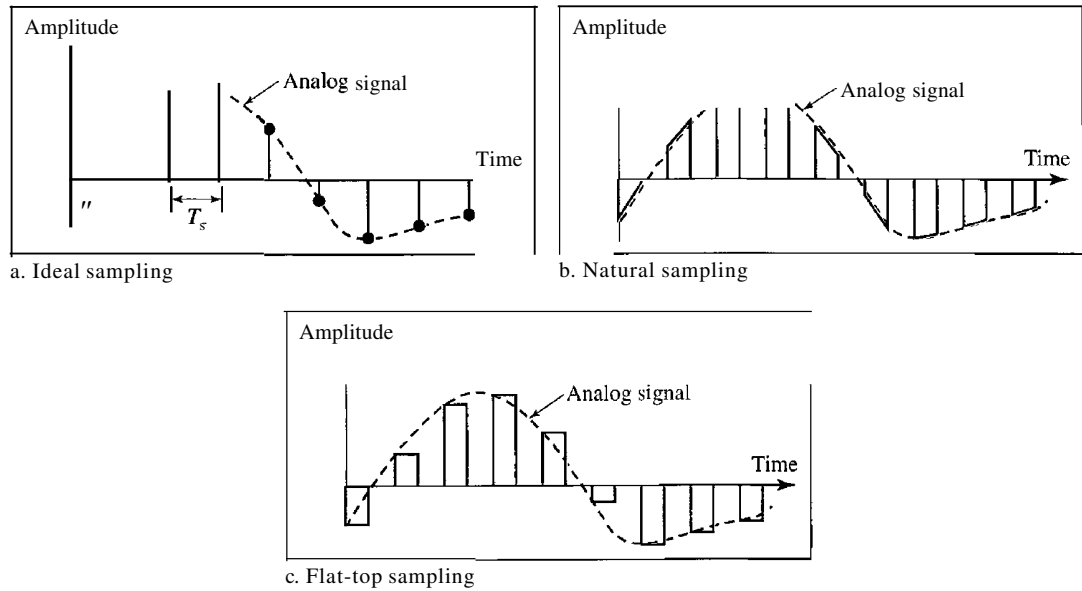 Amplitude
Analog signal
Time
"
T_s
a. Ideal sampling
Amplitude
Analog signal
Time
b. Natural sampling
Amplitude
Analog signal
Time
c. Flat-top sampling